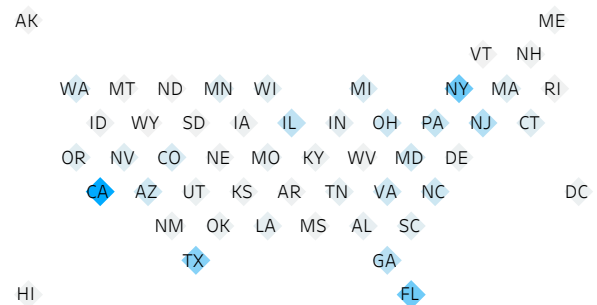 AK ME
VT NH
WA MT ND MN WI MI NY MA RI
ID WY SD IA IL IN OH PA NJ CT
OR NV CO NE MO KY WV MD DE
CA AZ UT KS AR TN VA NC DC
NM OK LA MS AL SC
TX GA
HI FL